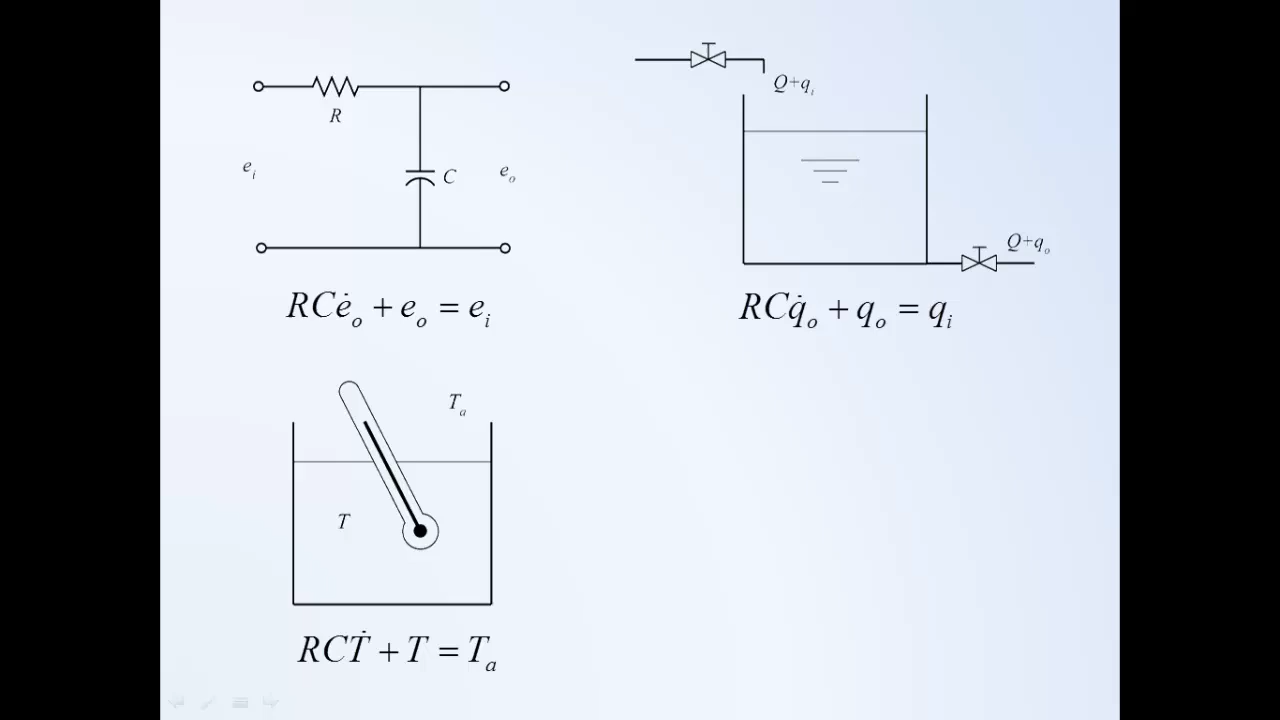 R
e_i
C
e_o
RCė_o + e_o = e_i
Q+q_i
Q+q_o
RCq̇_o + q_o = q_i
T_a
T
RCṪ + T = T_a